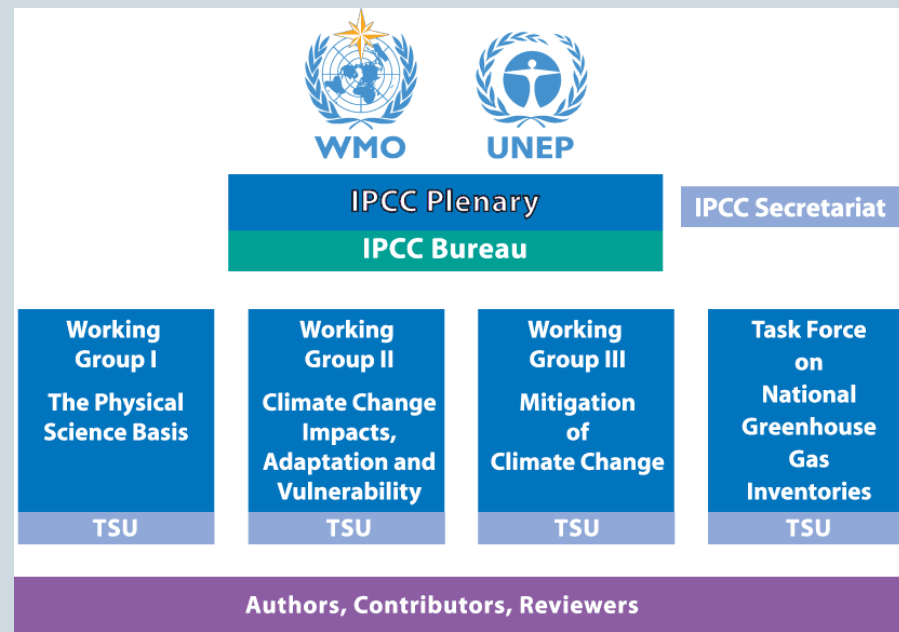 WMO
UNEP
IPCC Plenary
IPCC Secretariat
IPCC Bureau
Working
Group I
The Physical
Science Basis
TSU
Working
Group II
Climate Change
Impacts,
Adaptation and
Vulnerability
TSU
Working
Group III
Mitigation
of
Climate Change
TSU
Task Force
on
National
Greenhouse
Gas
Inventories
TSU
Authors, Contributors, Reviewers